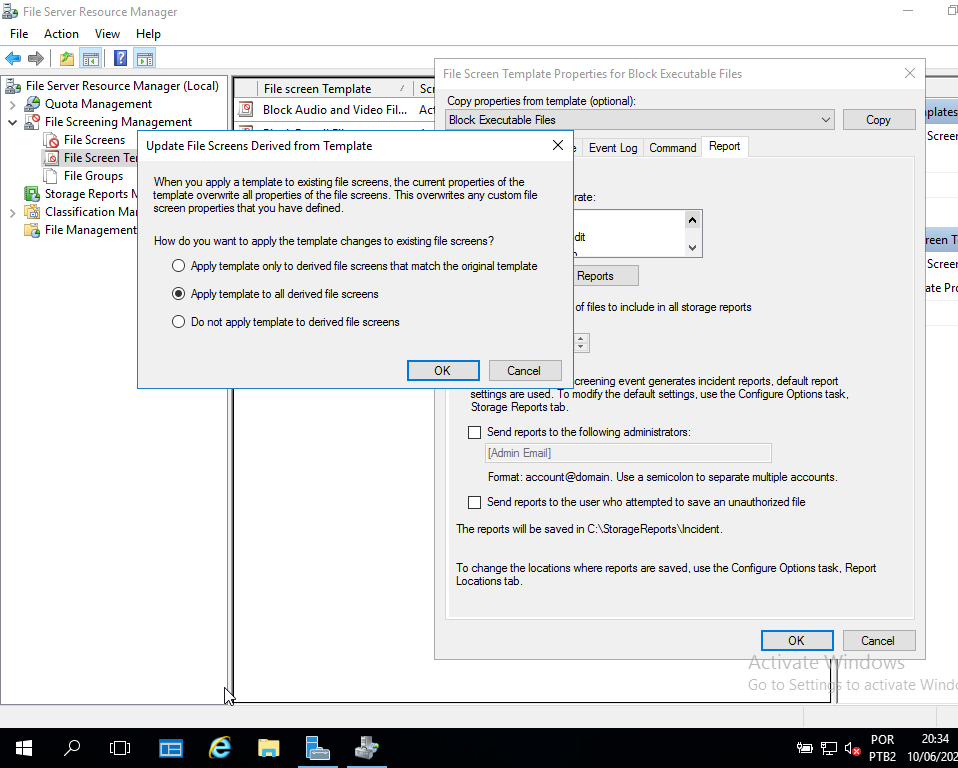 File Server Resource Manager
File Action View Help
File Server Resource Manager (Local)
Quota Management
File Screening Management
File Screens
File Screen Te
File Groups
Storage Reports M
Classification Mar
File Management
File screen Template
Block Audio and Video Fil...
File Screen Template Properties for Block Executable Files
Copy properties from template (optional):
Block Executable Files
Copy
Event Log Command Report
rate:
dit
Reports
of files to include in all storage reports
screening event generates incident reports, default report
settings are used. To modify the default settings, use the Configure Options task,
Storage Reports tab.
Send reports to the following administrators:
[Admin Email]
Format: account@domain. Use a semicolon to separate multiple accounts.
Send reports to the user who attempted to save an unauthorized file
The reports will be saved in C:\StorageReports\Incident.
To change the locations where reports are saved, use the Configure Options task, Report
Locations tab.
OK Cancel
Update File Screens Derived from Template
When you apply a template to existing file screens, the current properties of the
template overwrite all properties of the file screens. This overwrites any custom file
screen properties that you have defined.
How do you want to apply the template changes to existing file screens?
Apply template only to derived file screens that match the original template
Apply template to all derived file screens
Do not apply template to derived file screens
OK Cancel
mplates
Screen
reen T
Screen
ate Pro
Activate Windows
Go to Settings to activate Windo
POR
PTB2
20:34
10/06/202